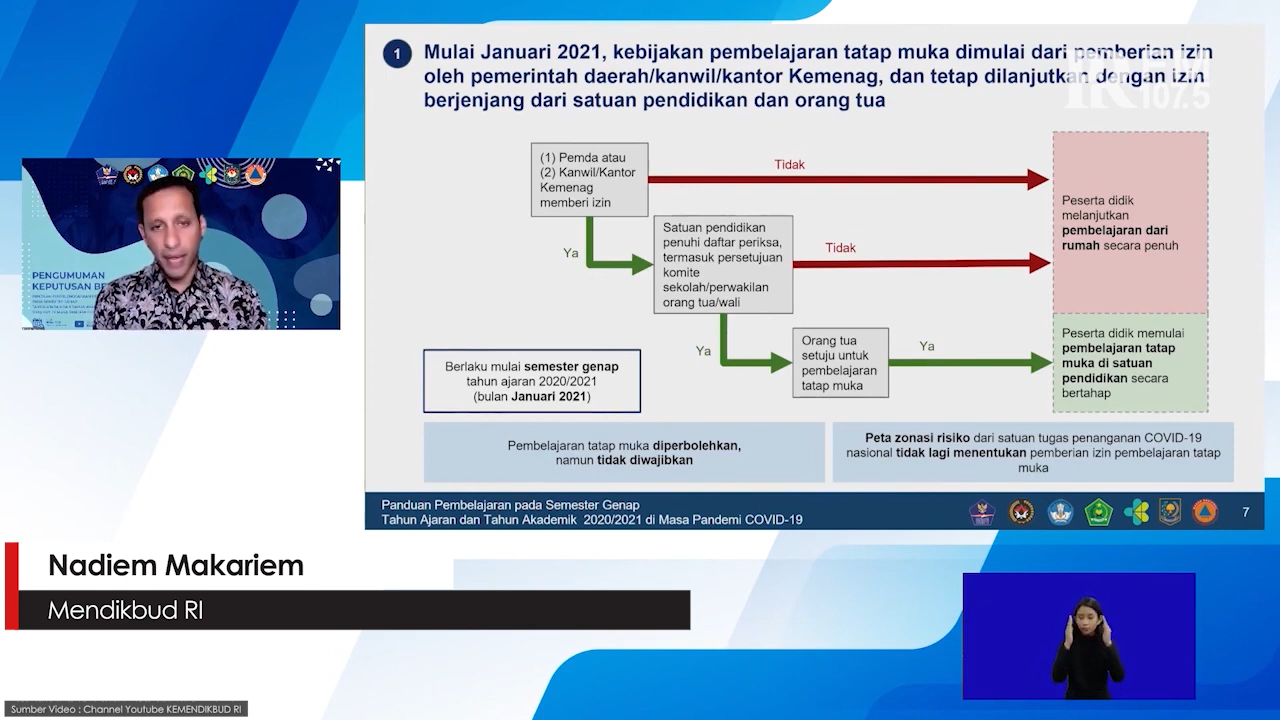 1
Mulai Januari 2021, kebijakan pembelajaran tatap muka dimulai dari pemberian izin
oleh pemerintah daerah/kanwil/kantor Kemenag, dan tetap dilanjutkan dengan izin
berjenjang dari satuan pendidikan dan orang tua
PR FM
107.5
(1) Pemda atau
(2) Kanwil/Kantor
Kemenag
memberi izin
Tidak
Ya
Satuan pendidikan
penuhi daftar periksa,
termasuk persetujuan
komite
sekolah/perwakilan
orang tua/wali
Tidak
Peserta didik
melanjutkan
pembelajaran dari
rumah secara penuh
Ya
Orang tua
setuju untuk
pembelajaran
tatap muka
Ya
Peserta didik memulai
pembelajaran tatap
muka di satuan
pendidikan secara
bertahap
Berlaku mulai semester genap
tahun ajaran 2020/2021
(bulan Januari 2021)
Pembelajaran tatap muka diperbolehkan,
namun tidak diwajibkan
Peta zonasi risiko dari satuan tugas penanganan COVID-19
nasional tidak lagi menentukan pemberian izin pembelajaran tatap
muka
Panduan Pembelajaran pada Semester Genap
Tahun Ajaran dan Tahun Akademik 2020/2021 di Masa Pandemi COVID-19
7
PENGUMUMAN
KEPUTUSAN BE
Nadiem Makariem
Mendikbud RI
Sumber Video : Channel Youtube KEMENDIKBUD RI